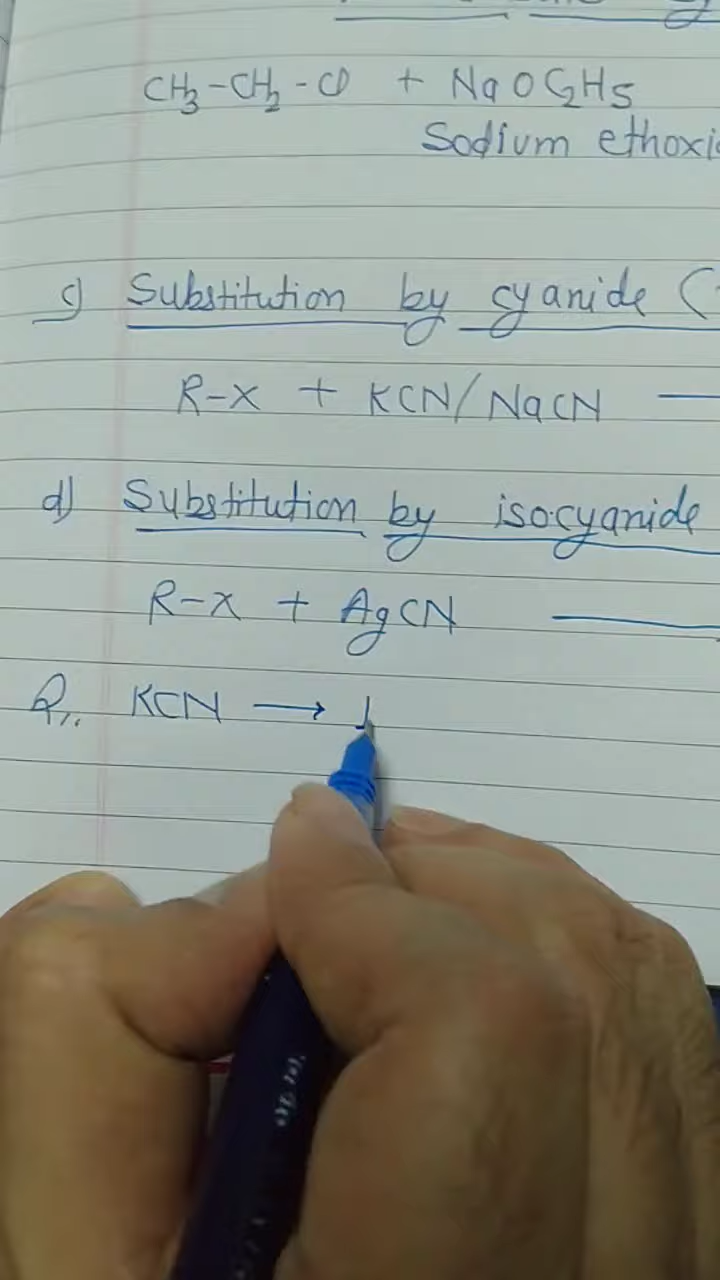 CH3-CH2-Cl + NaOC2H5
Sodium ethoxi
c) Substitution by cyanide (
R-X + KCN/NaCN —
d) Substitution by isocyanide
R-X + AgCN —
Q,, KCN →